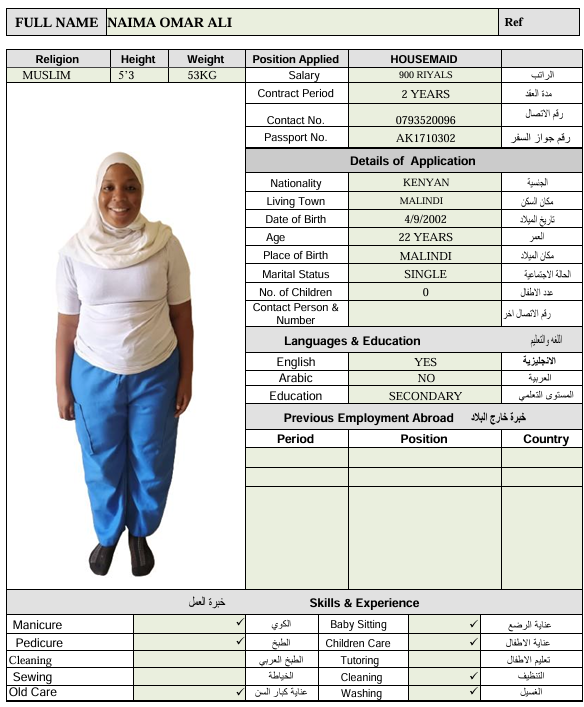 FULL NAME NAIMA OMAR ALI Ref
Religion Height Weight Position Applied HOUSEMAID
MUSLIM 5'3 53KG Salary 900 RIYALS الراتب
Contract Period 2 YEARS مدة العقد
Contact No. 0793520096 رقم الاتصال
Passport No. AK1710302 رقم جواز السفر
Details of Application
Nationality KENYAN الجنسية
Living Town MALINDI مكان السكن
Date of Birth 4/9/2002 تاريخ الميلاد
Age 22 YEARS العمر
Place of Birth MALINDI مكان الميلاد
Marital Status SINGLE الحالة الاجتماعية
No. of Children 0 عدد الاطفال
Contact Person &
Number رقم الاتصال اخر
Languages & Education اللغه والتعليم
English YES الانجليزية
Arabic NO العربية
Education SECONDARY المستوى التعلمي
Previous Employment Abroad خبرة خارج البلاد
Period Position Country
خبرة العمل Skills & Experience
Manicure ✓ الكوي Baby Sitting ✓ عناية الرضع
Pedicure ✓ الطبخ Children Care ✓ عناية الاطفال
Cleaning الطبخ العربي Tutoring تعليم الاطفال
Sewing الخياطة Cleaning ✓ التنظيف
Old Care ✓ عناية كبار السن Washing ✓ الغسيل